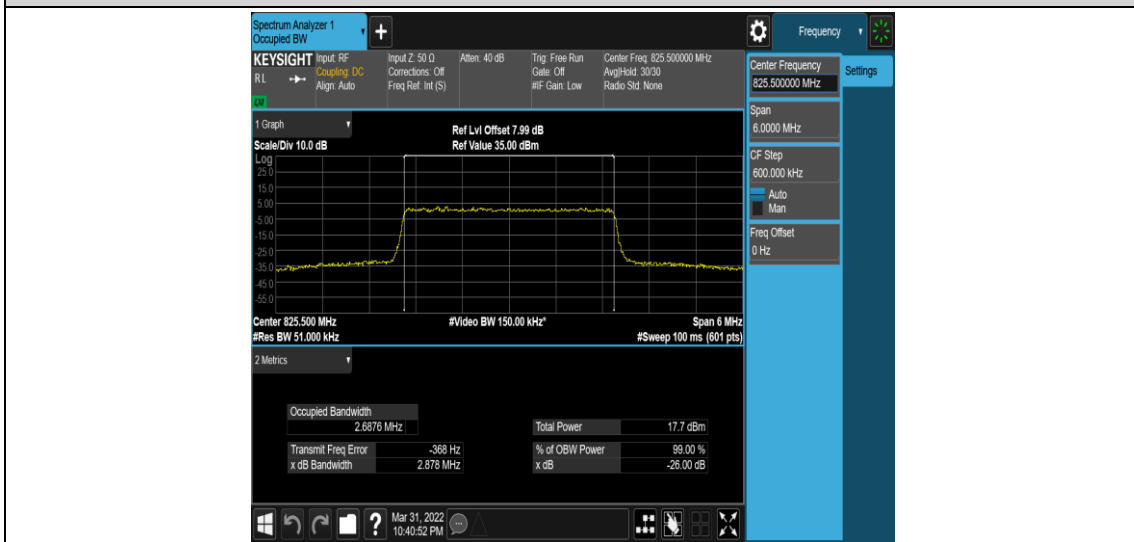 Spectrum Analyzer 1
Occupied BW
+
Frequency
KEYSIGHT
RL
LXI
Input: RF
Coupling: DC
Align: Auto
Input Z: 50 Ω
Corrections: Off
Freq Ref: Int (S)
Atten: 40 dB
Trig: Free Run
Gate: Off
#IF Gain: Low
Center Freq: 825.500000 MHz
Avg|Hold: 30/30
Radio Std: None
Center Frequency
825.500000 MHz
Settings
Span
6.0000 MHz
CF Step
600.000 kHz
Auto
Man
Freq Offset
0 Hz
1 Graph
Ref Lvl Offset 7.99 dB
Scale/Div 10.0 dB
Ref Value 35.00 dBm
Log
25.0
15.0
5.00
-5.00
-15.0
-25.0
-35.0
-45.0
-55.0
Center 825.500 MHz
#Video BW 150.00 kHz*
Span 6 MHz
#Res BW 51.000 kHz
#Sweep 100 ms (601 pts)
2 Metrics
Occupied Bandwidth
2.6876 MHz
Total Power 17.7 dBm
Transmit Freq Error -368 Hz
% of OBW Power 99.00 %
x dB Bandwidth 2.878 MHz
x dB -26.00 dB
?
Mar 31, 2022
10:40:52 PM